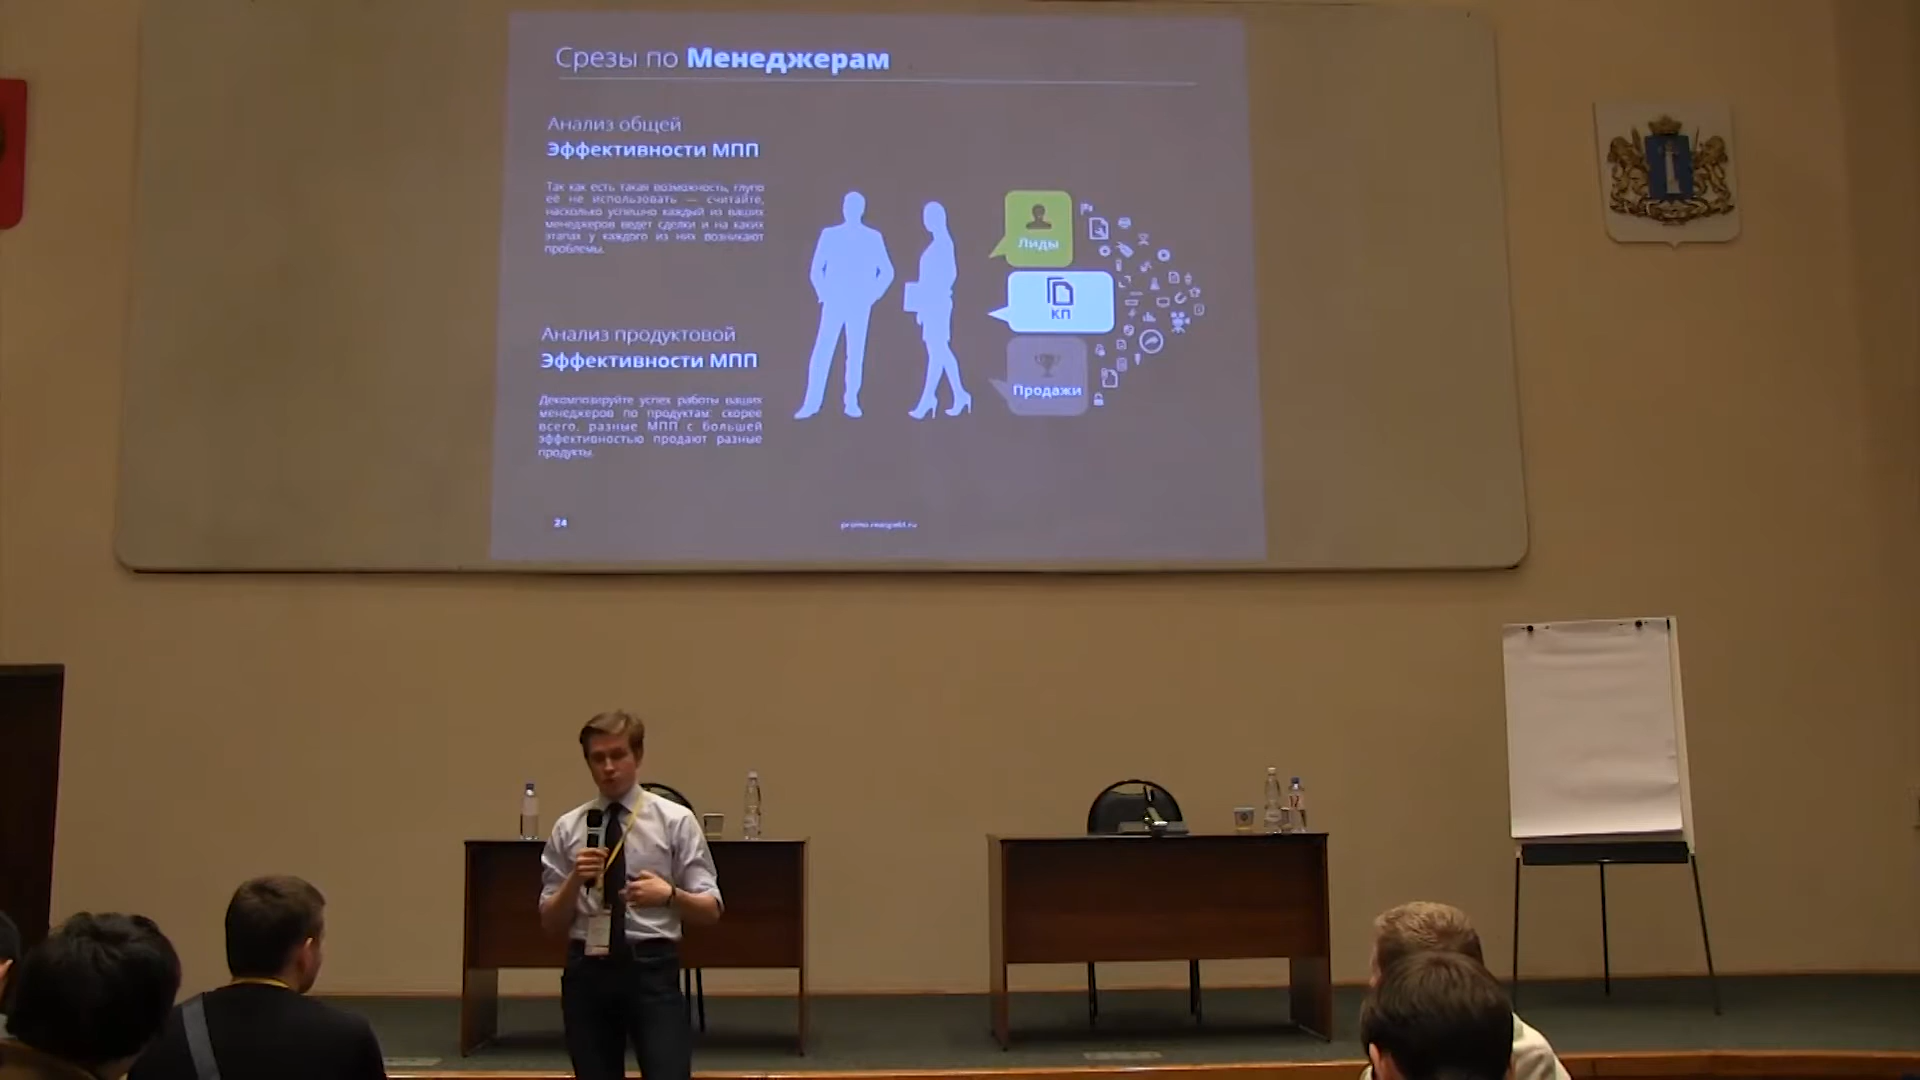 Срезы по Менеджерам
Анализ общей
Эффективности МПП
Так как есть такая возможность, глупо
её не использовать — считайте,
насколько успешно каждый из ваших
менеджеров ведет сделки и на каких
этапах у каждого из них возникают
проблемы.
Лиды
КП
Продажи
Анализ продуктовой
Эффективности МПП
Декомпозируйте успех работы ваших
менеджеров по продуктам: скорее
всего, разные МПП с большей
эффективностью продают разные
продукты.
24